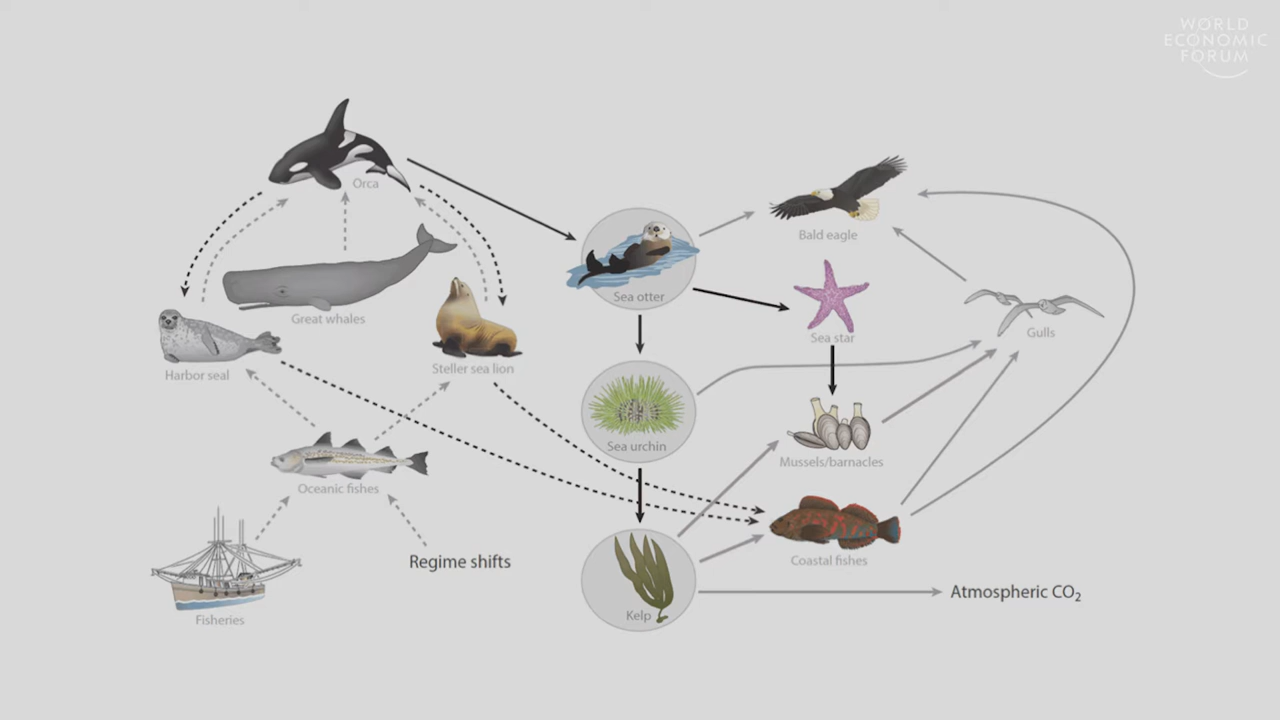 WORLD
ECONOMIC
FORUM
Orca
Bald eagle
Sea otter
Great whales
Gulls
Sea star
Harbor seal
Steller sea lion
Sea urchin
Mussels/barnacles
Oceanic fishes
Regime shifts
Coastal fishes
Atmospheric CO₂
Fisheries
Kelp